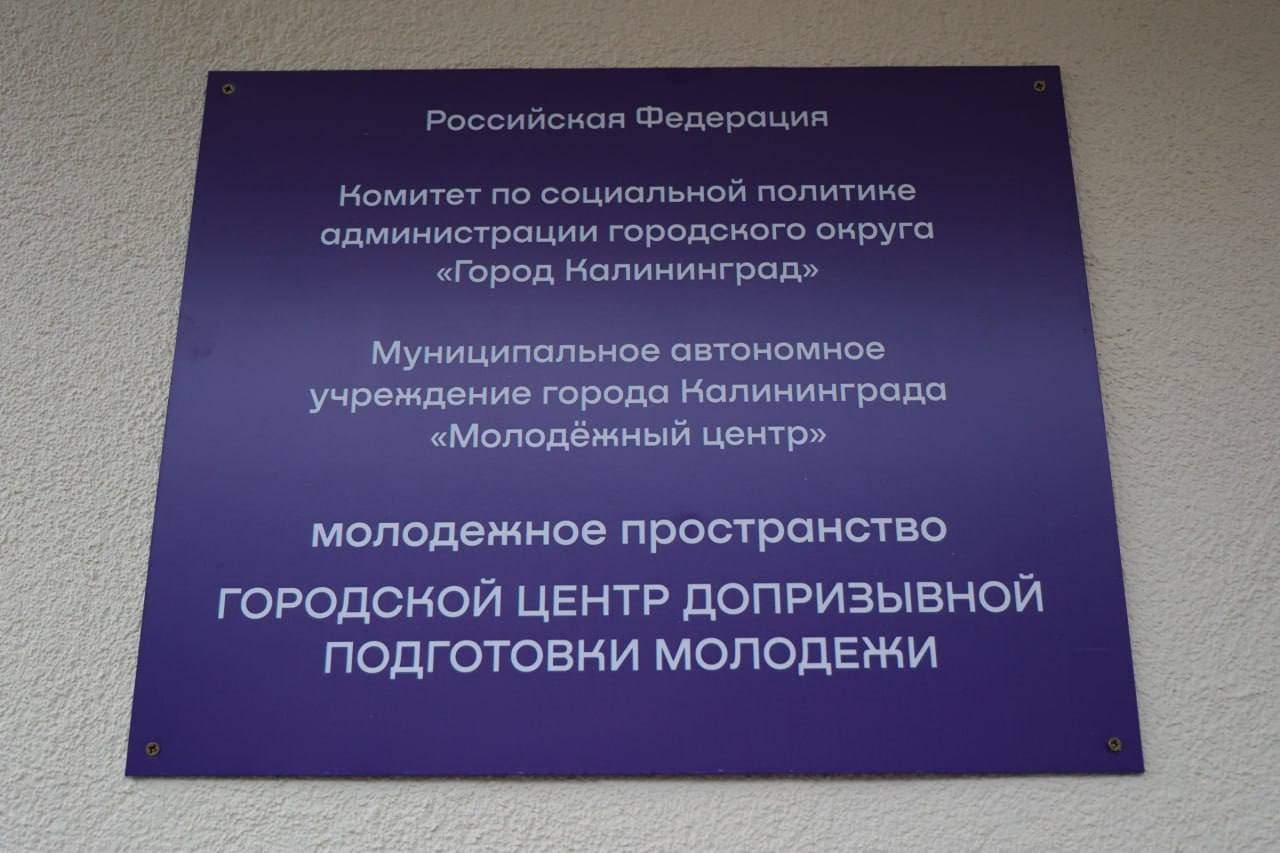 Российская Федерация
Комитет по социальной политике
администрации городского округа
«Город Калининград»
Муниципальное автономное
учреждение города Калининграда
«Молодёжный центр»
молодежное пространство
ГОРОДСКОЙ ЦЕНТР ДОПРИЗЫВНОЙ
ПОДГОТОВКИ МОЛОДЕЖИ